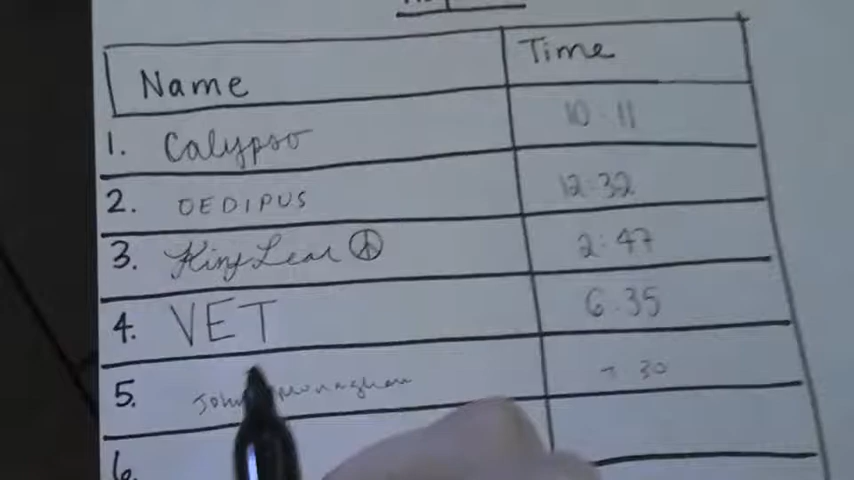 Name Time
1. Calypso 10:11
2. OEDIPUS 12:32
3. King Lear 2:47
4. VET 6:35
5. John 30
6.